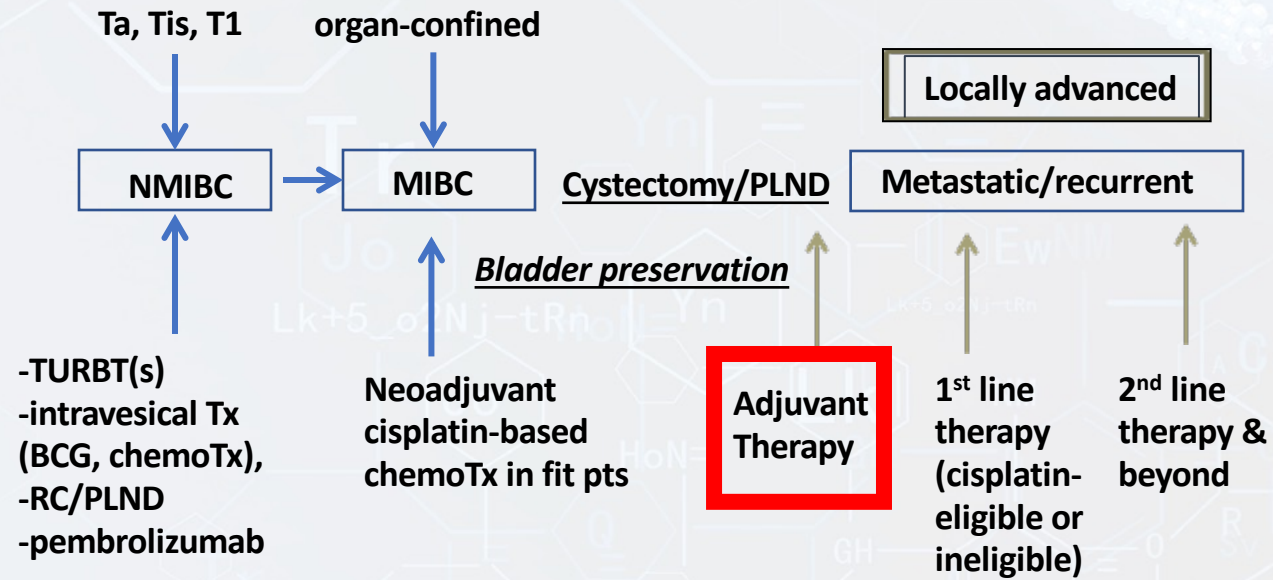 Ta, Tis, T1
organ-confined
Locally advanced
NMIBC
MIBC
Cystectomy/PLND
Metastatic/recurrent
Bladder preservation
-TURBT(s)
-intravesical Tx
(BCG, chemoTx),
-RC/PLND
-pembrolizumab
Neoadjuvant
cisplatin-based
chemoTx in fit pts
Adjuvant
Therapy
1st line
therapy
(cisplatin-
eligible or
ineligible)
2nd line
therapy &
beyond